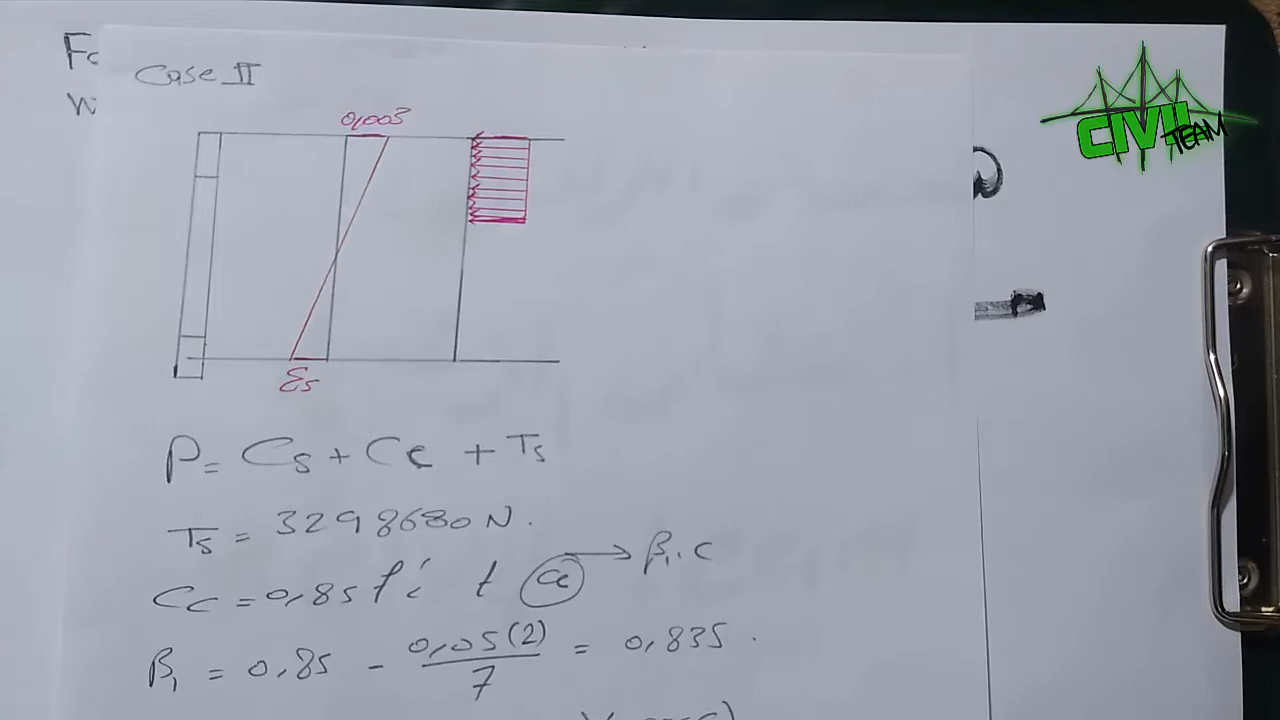 Case II
0,003
CIVIL
TEAM
εs
P = Cs + Cc + Ts
Ts = 3298680 N.
Cc = 0,85 f'c t a → β1.c
β1 = 0,85 - 0,05(2)/7 = 0,835.